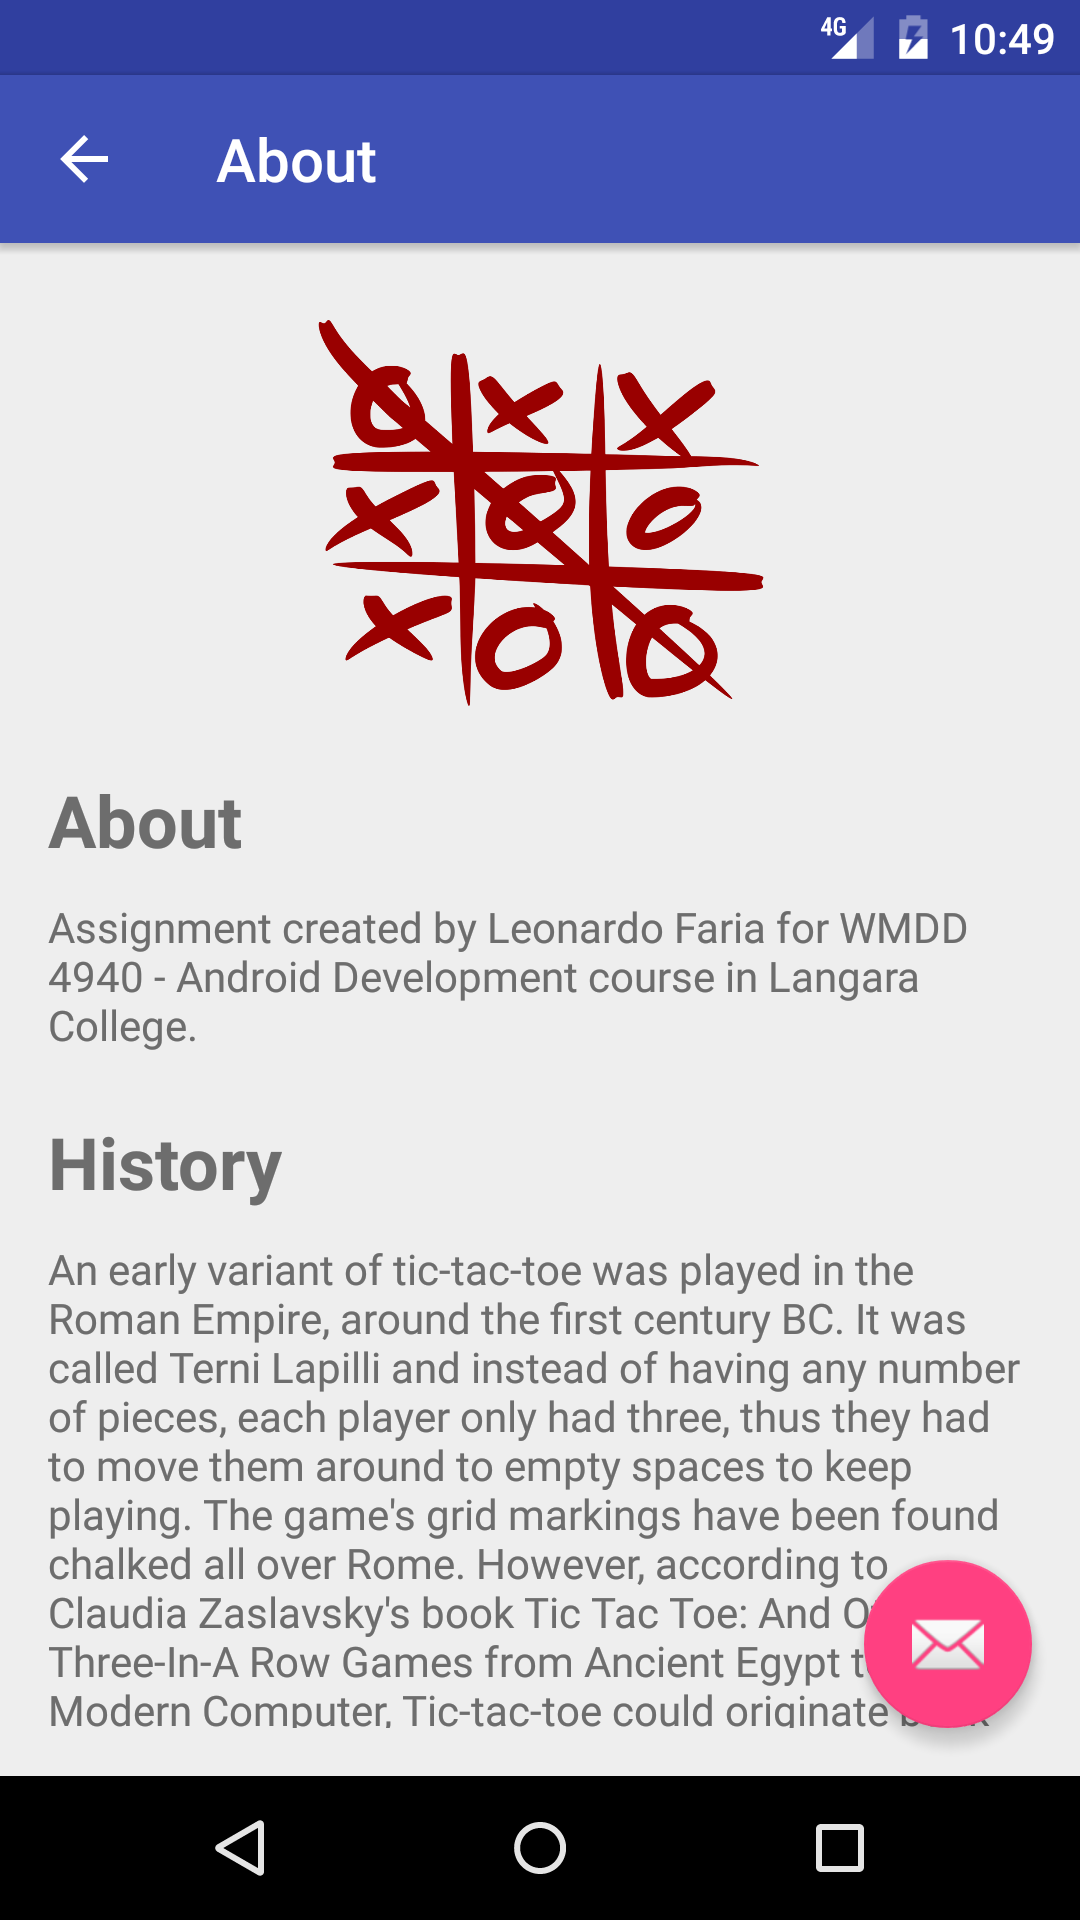 4G 10:49
About
About
Assignment created by Leonardo Faria for WMDD
4940 - Android Development course in Langara
College.
History
An early variant of tic-tac-toe was played in the
Roman Empire, around the first century BC. It was
called Terni Lapilli and instead of having any number
of pieces, each player only had three, thus they had
to move them around to empty spaces to keep
playing. The game's grid markings have been found
chalked all over Rome. However, according to
Claudia Zaslavsky's book Tic Tac Toe: And
Three-In-A Row Games from Ancient Egypt
Modern Computer, Tic-tac-toe could originate